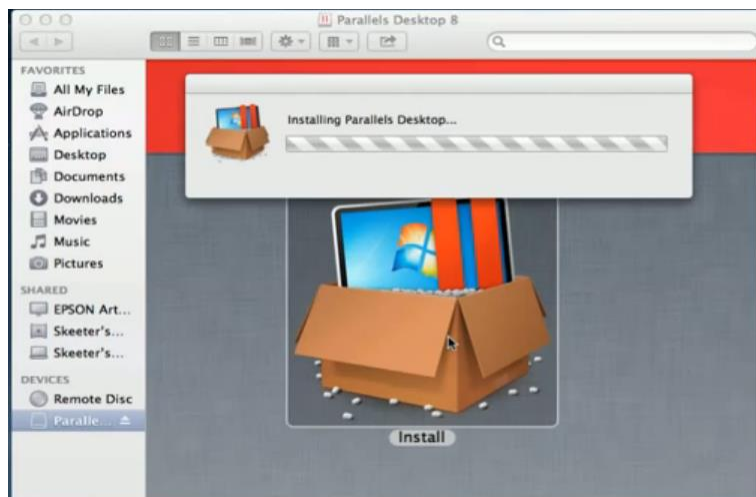 Parallels Desktop 8
FAVORITES
All My Files
AirDrop
Applications
Desktop
Documents
Downloads
Movies
Music
Pictures
SHARED
EPSON Art...
Skeeter's...
Skeeter's...
DEVICES
Remote Disc
Paralle...
Installing Parallels Desktop...
Install